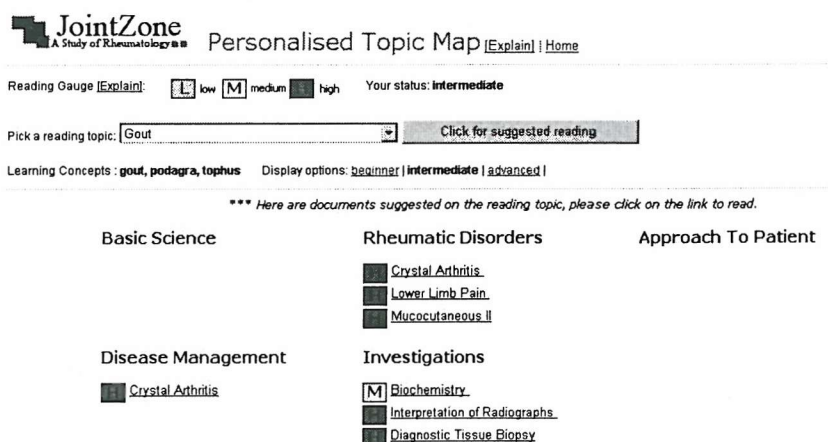 JointZone
A Study of Rheumatology
Personalised Topic Map [Explain] | Home
Reading Gauge [Explain]: L low M medium H high Your status: intermediate
Pick a reading topic: Gout Click for suggested reading
Learning Concepts : gout, podagra, tophus Display options: beginner | intermediate | advanced |
*** Here are documents suggested on the reading topic, please click on the link to read.
Basic Science Rheumatic Disorders Approach To Patient
H Crystal Arthritis
H Lower Limb Pain
H Mucocutaneous II
Disease Management Investigations
H Crystal Arthritis M Biochemistry
H Interpretation of Radiographs
H Diagnostic Tissue Biopsy